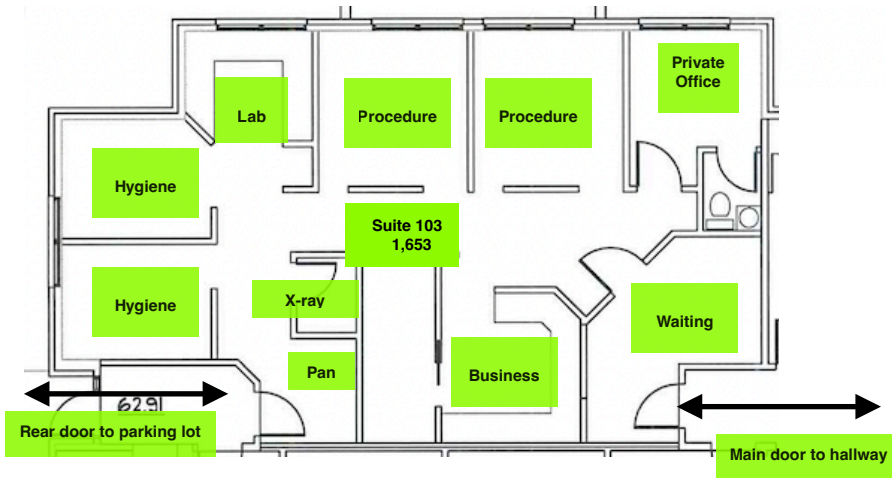 Private
Office
Lab
Procedure
Procedure
Hygiene
Suite 103
1,653
Hygiene
X-ray
Waiting
Pan
Business
62.9
Rear door to parking lot
Main door to hallway